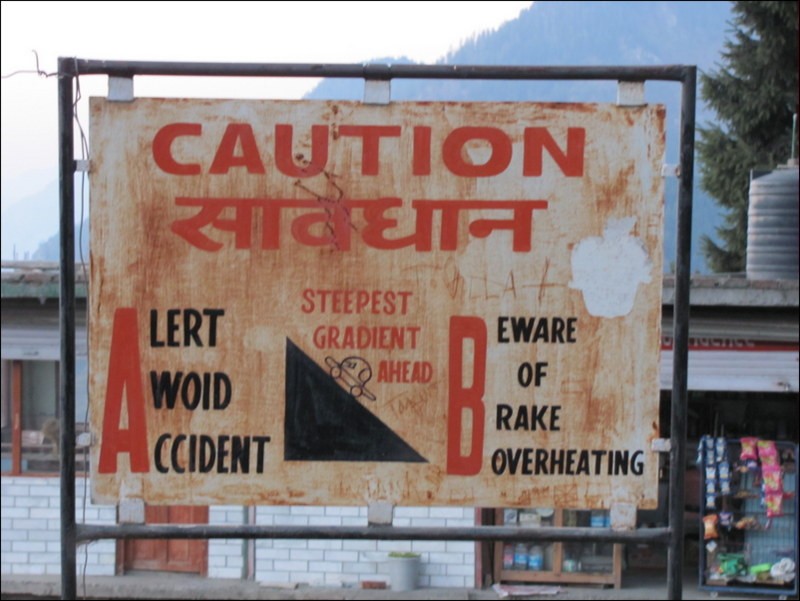 CAUTION
सावधान
ALERT
AWOID
ACCIDENT
STEEPEST
GRADIENT
AHEAD
BEWARE
OF
BRAKE
OVERHEATING